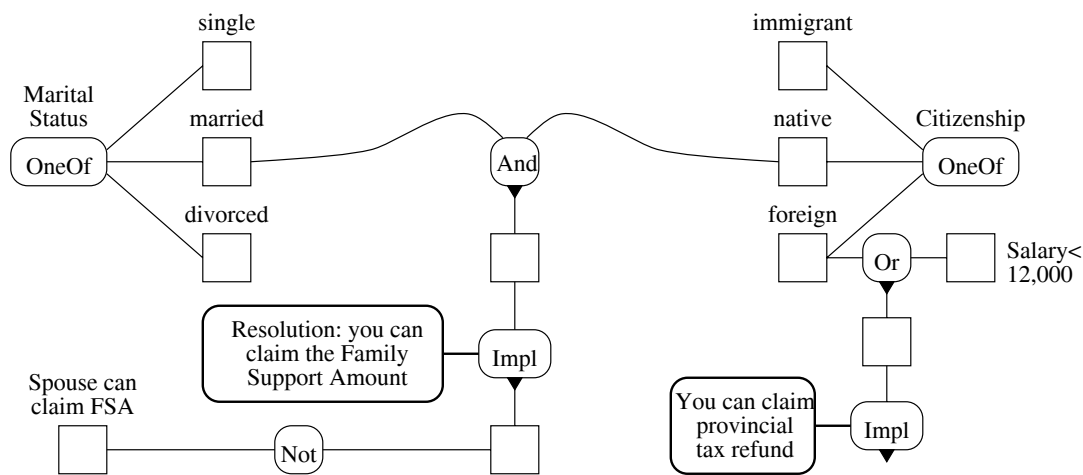 single
immigrant
Marital
Status
married
native
Citizenship
OneOf
And
OneOf
divorced
foreign
Or
Salary<
12,000
Resolution: you can
claim the Family
Support Amount
Impl
Spouse can
claim FSA
You can claim
provincial
tax refund
Impl
Not